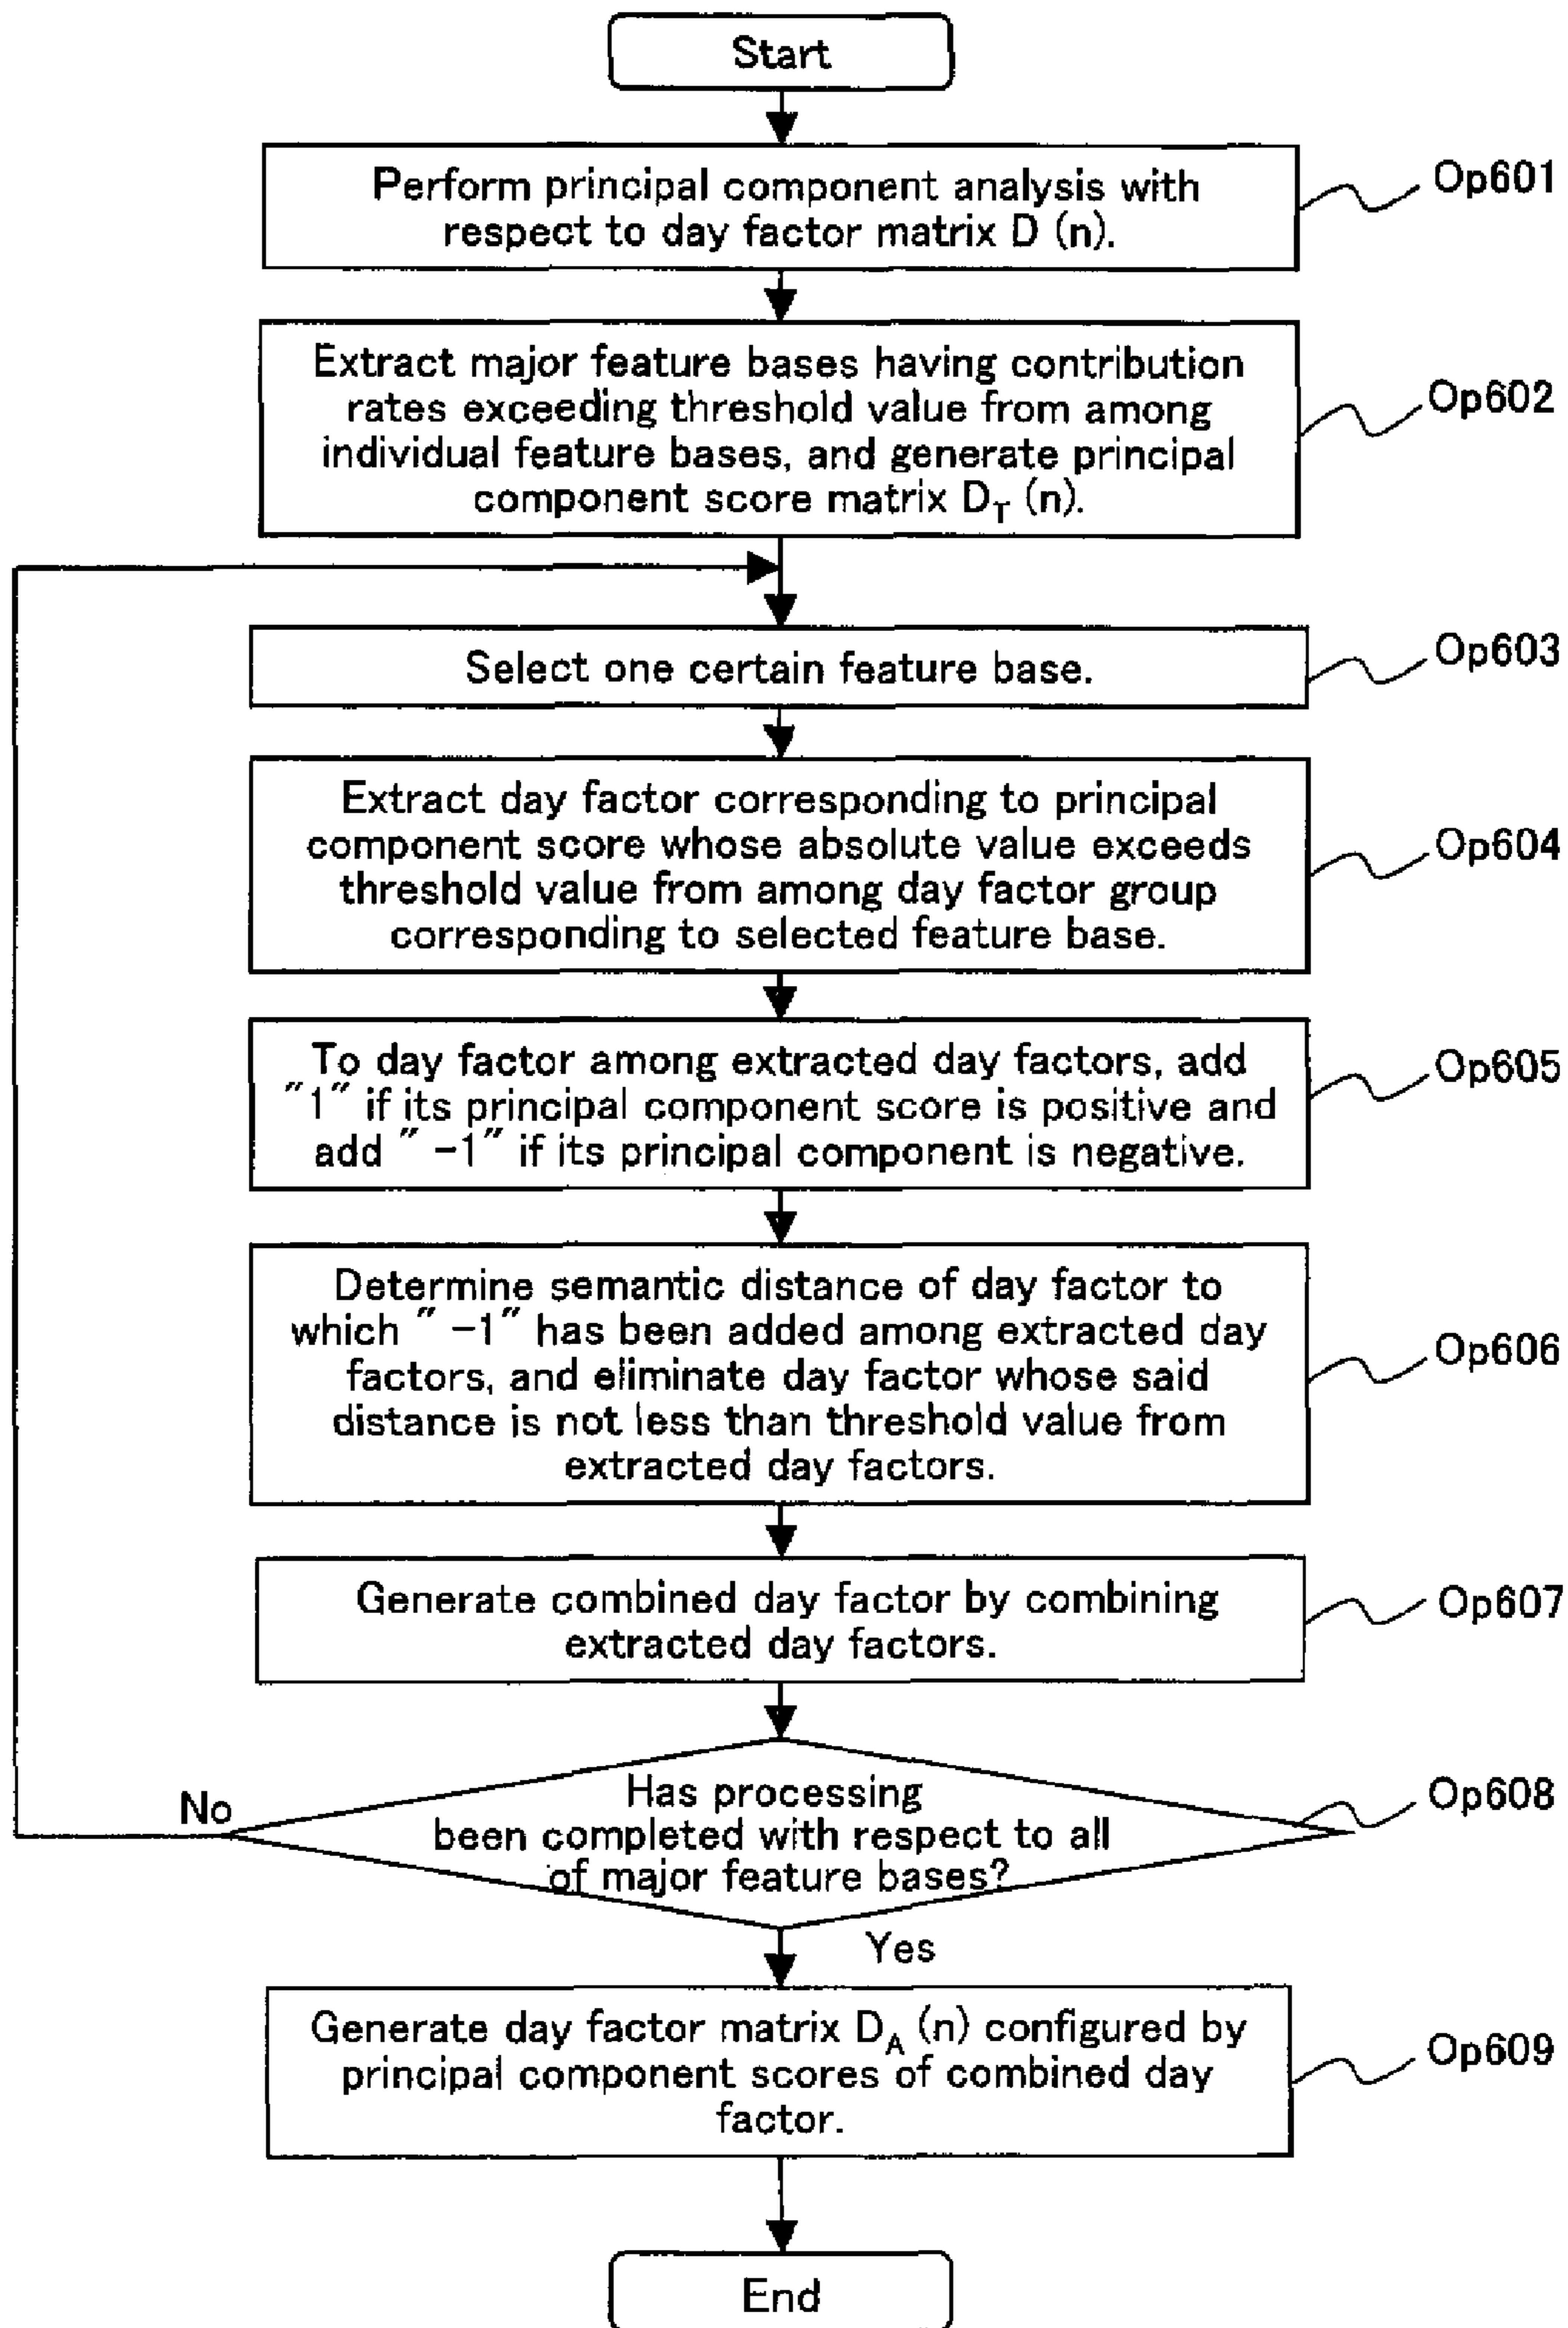 Start
Perform principal component analysis with
respect to day factor matrix D (n).
Op601
Extract major feature bases having contribution
rates exceeding threshold value from among
individual feature bases, and generate principal
component score matrix D_T (n).
Op602
Select one certain feature base.
Op603
Extract day factor corresponding to principal
component score whose absolute value exceeds
threshold value from among day factor group
corresponding to selected feature base.
Op604
To day factor among extracted day factors, add
"1" if its principal component score is positive and
add " -1" if its principal component is negative.
Op605
Determine semantic distance of day factor to
which " -1" has been added among extracted day
factors, and eliminate day factor whose said
distance is not less than threshold value from
extracted day factors.
Op606
Generate combined day factor by combining
extracted day factors.
Op607
Has processing
been completed with respect to all
of major feature bases?
Op608
No
Yes
Generate day factor matrix D_A (n) configured by
principal component scores of combined day
factor.
Op609
End